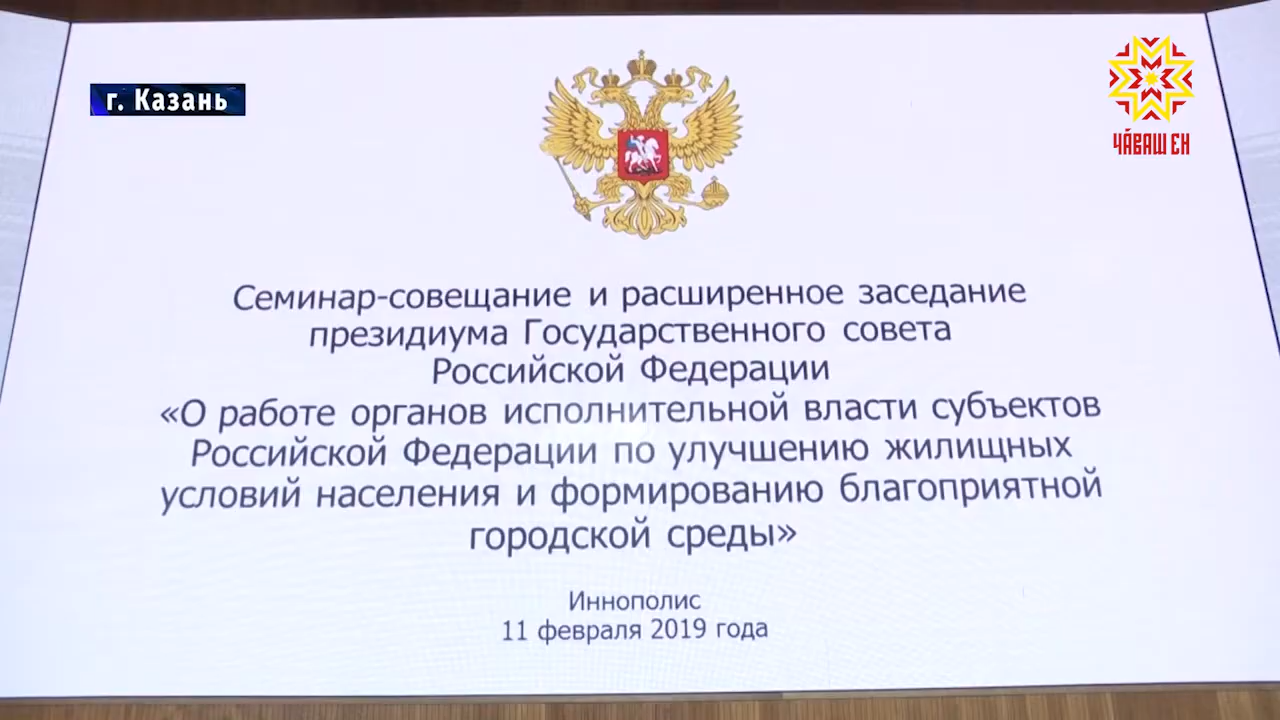 г. Казань
ЧӐВАШ ЕН
Семинар-совещание и расширенное заседание
президиума Государственного совета
Российской Федерации
«О работе органов исполнительной власти субъектов
Российской Федерации по улучшению жилищных
условий населения и формированию благоприятной
городской среды»
Иннополис
11 февраля 2019 года